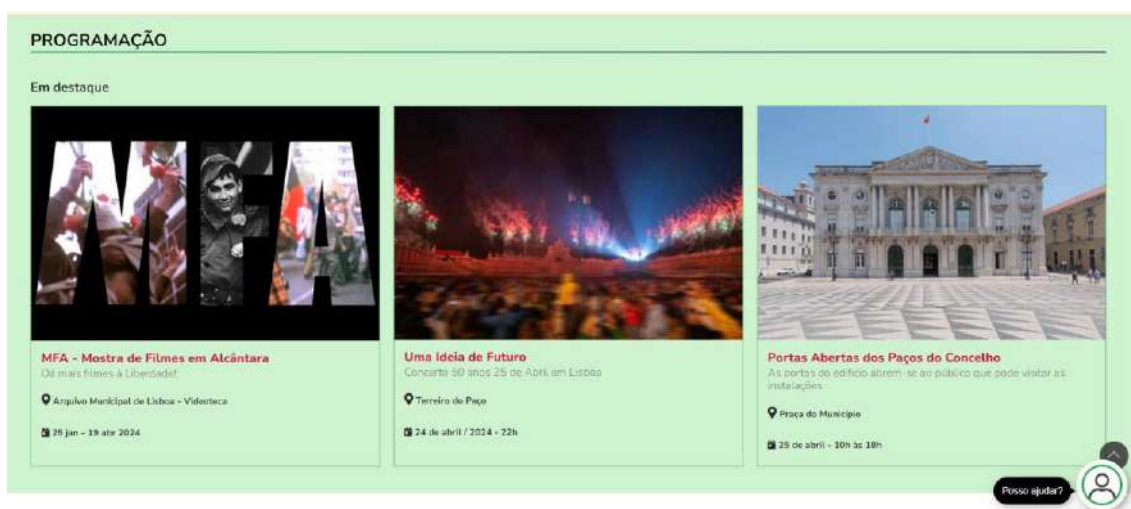 PROGRAMAÇÃO
Em destaque
MFA
MFA - Mostra de Filmes em Alcântara
Oh mais filmes à Liberdade!
Arquivo Municipal de Lisboa - Videoteca
25 jan - 19 abr 2024
Uma Ideia de Futuro
Concerto 50 anos 25 de Abril em Lisboa
Terreiro do Paço
24 de abril / 2024 - 22h
Portas Abertas dos Paços do Concelho
As portas do edifício abrem-se ao público que pode visitar as
instalações
Praça do Município
25 de abril - 10h às 18h
Posso ajudar?